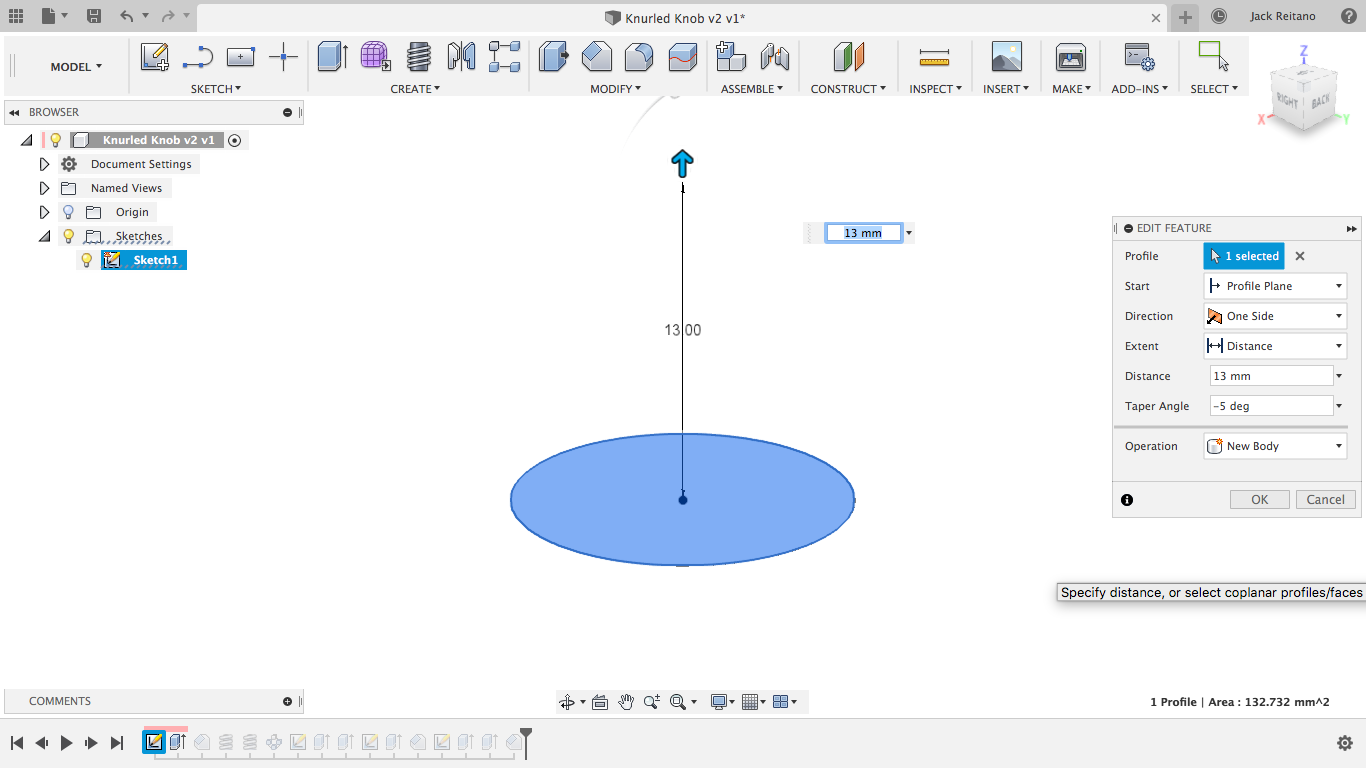 Knurled Knob v2 v1*
Jack Reitano
MODEL
SKETCH
CREATE
MODIFY
ASSEMBLE
CONSTRUCT
INSPECT
INSERT
MAKE
ADD-INS
SELECT
Z
RIGHT
BACK
X
Y
BROWSER
Knurled Knob v2 v1
Document Settings
Named Views
Origin
Sketches
Sketch1
13 mm
13.00
EDIT FEATURE
Profile 1 selected
Start Profile Plane
Direction One Side
Extent Distance
Distance 13 mm
Taper Angle -5 deg
Operation New Body
OK Cancel
Specify distance, or select coplanar profiles/faces
COMMENTS
1 Profile | Area : 132.732 mm^2